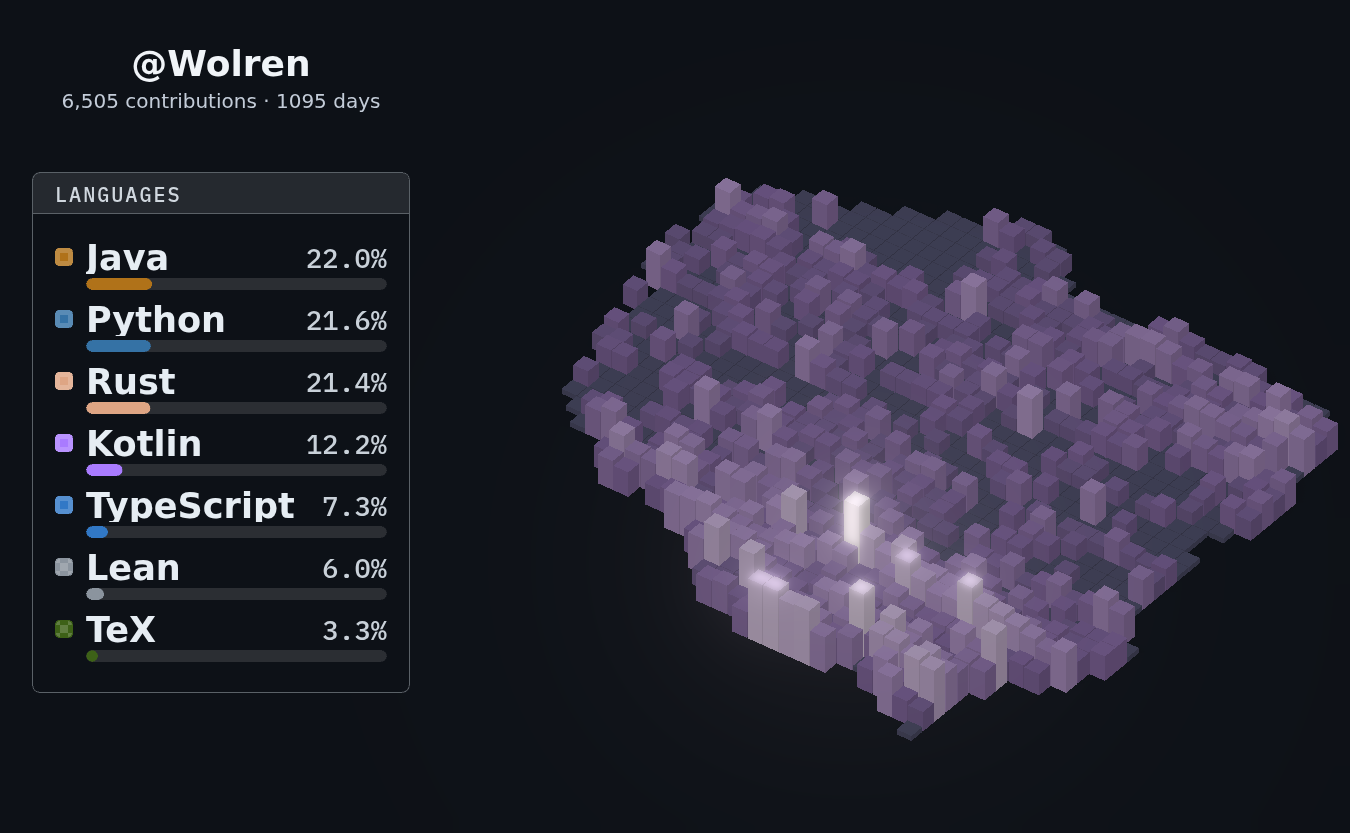 @Wolren
6,505 contributions · 1095 days
LANGUAGES
Java 22.0%
Python 21.6%
Rust 21.4%
Kotlin 12.2%
TypeScript 7.3%
Lean 6.0%
TeX 3.3%